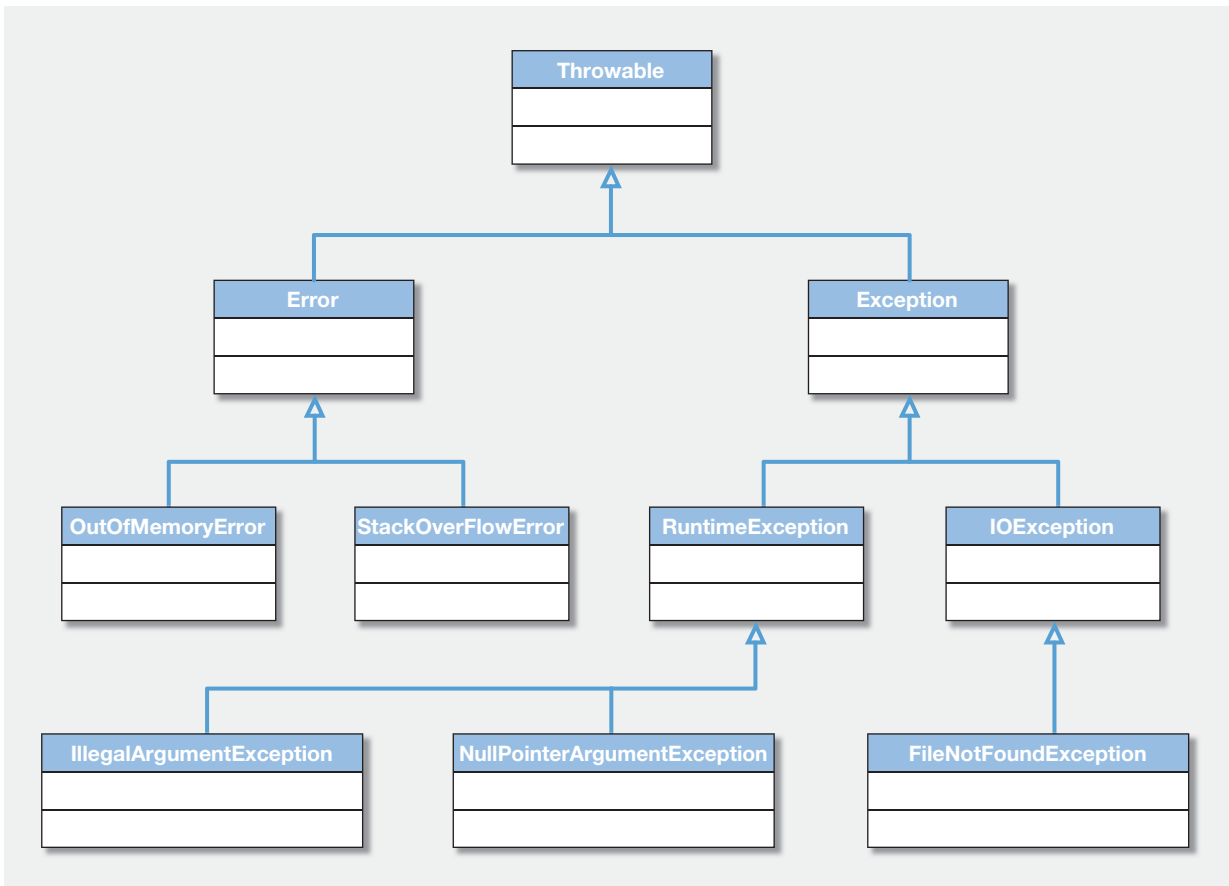 Throwable
Error
Exception
OutOfMemoryError
StackOverFlowError
RuntimeException
IOException
IllegalArgumentException
NullPointerArgumentException
FileNotFoundException